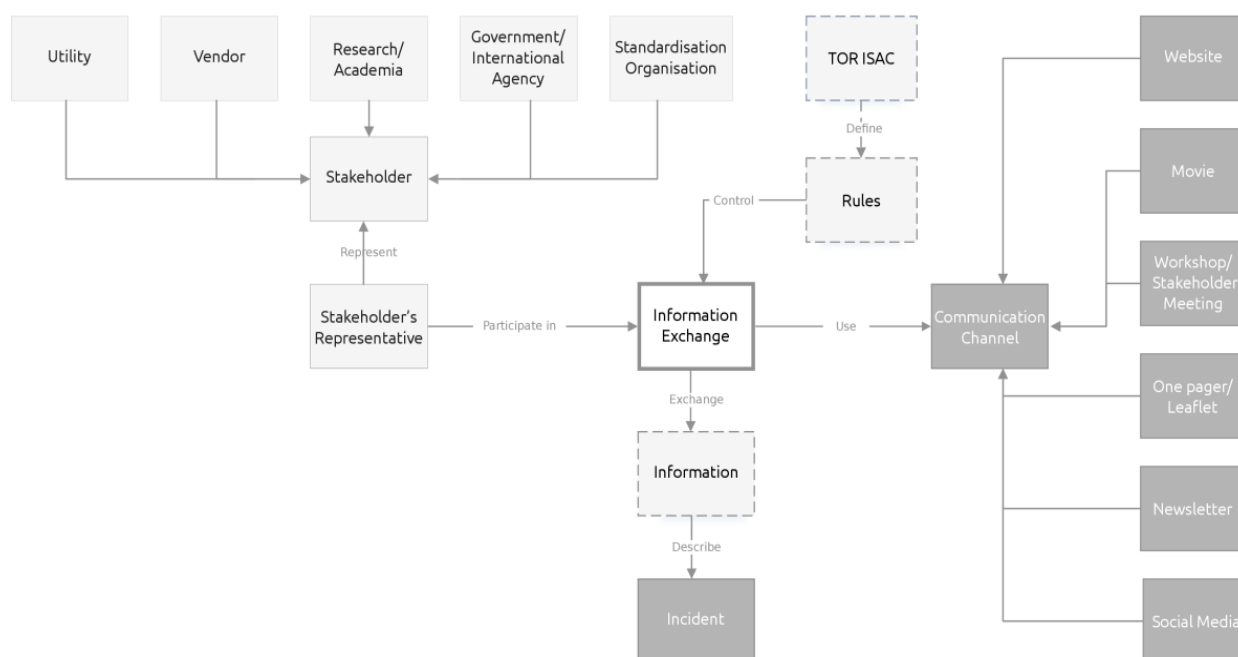 Utility
Vendor
Research/
Academia
Government/
International
Agency
Standardisation
Organisation
TOR ISAC
Website
Define
Movie
Stakeholder
Rules
Control
Represent
Workshop/
Stakeholder
Meeting
Stakeholder's
Representative
Participate in
Information
Exchange
Use
Communication
Channel
Exchange
One pager/
Leaflet
Information
Newsletter
Describe
Incident
Social Media